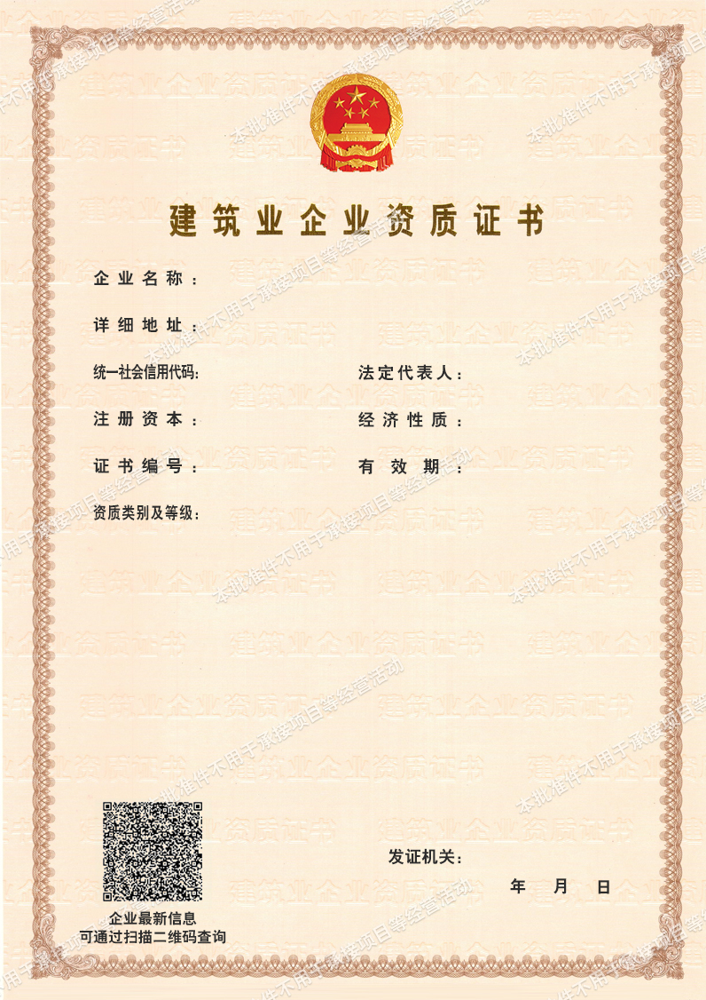 建筑业企业资质证书
企业名称：
详细地址：
统一社会信用代码： 法定代表人：
注册资本： 经济性质：
证书编号： 有效期：
资质类别及等级：
发证机关：
年 月 日
企业最新信息
可通过扫描二维码查询
本批准件不用于承接项目等经营活动